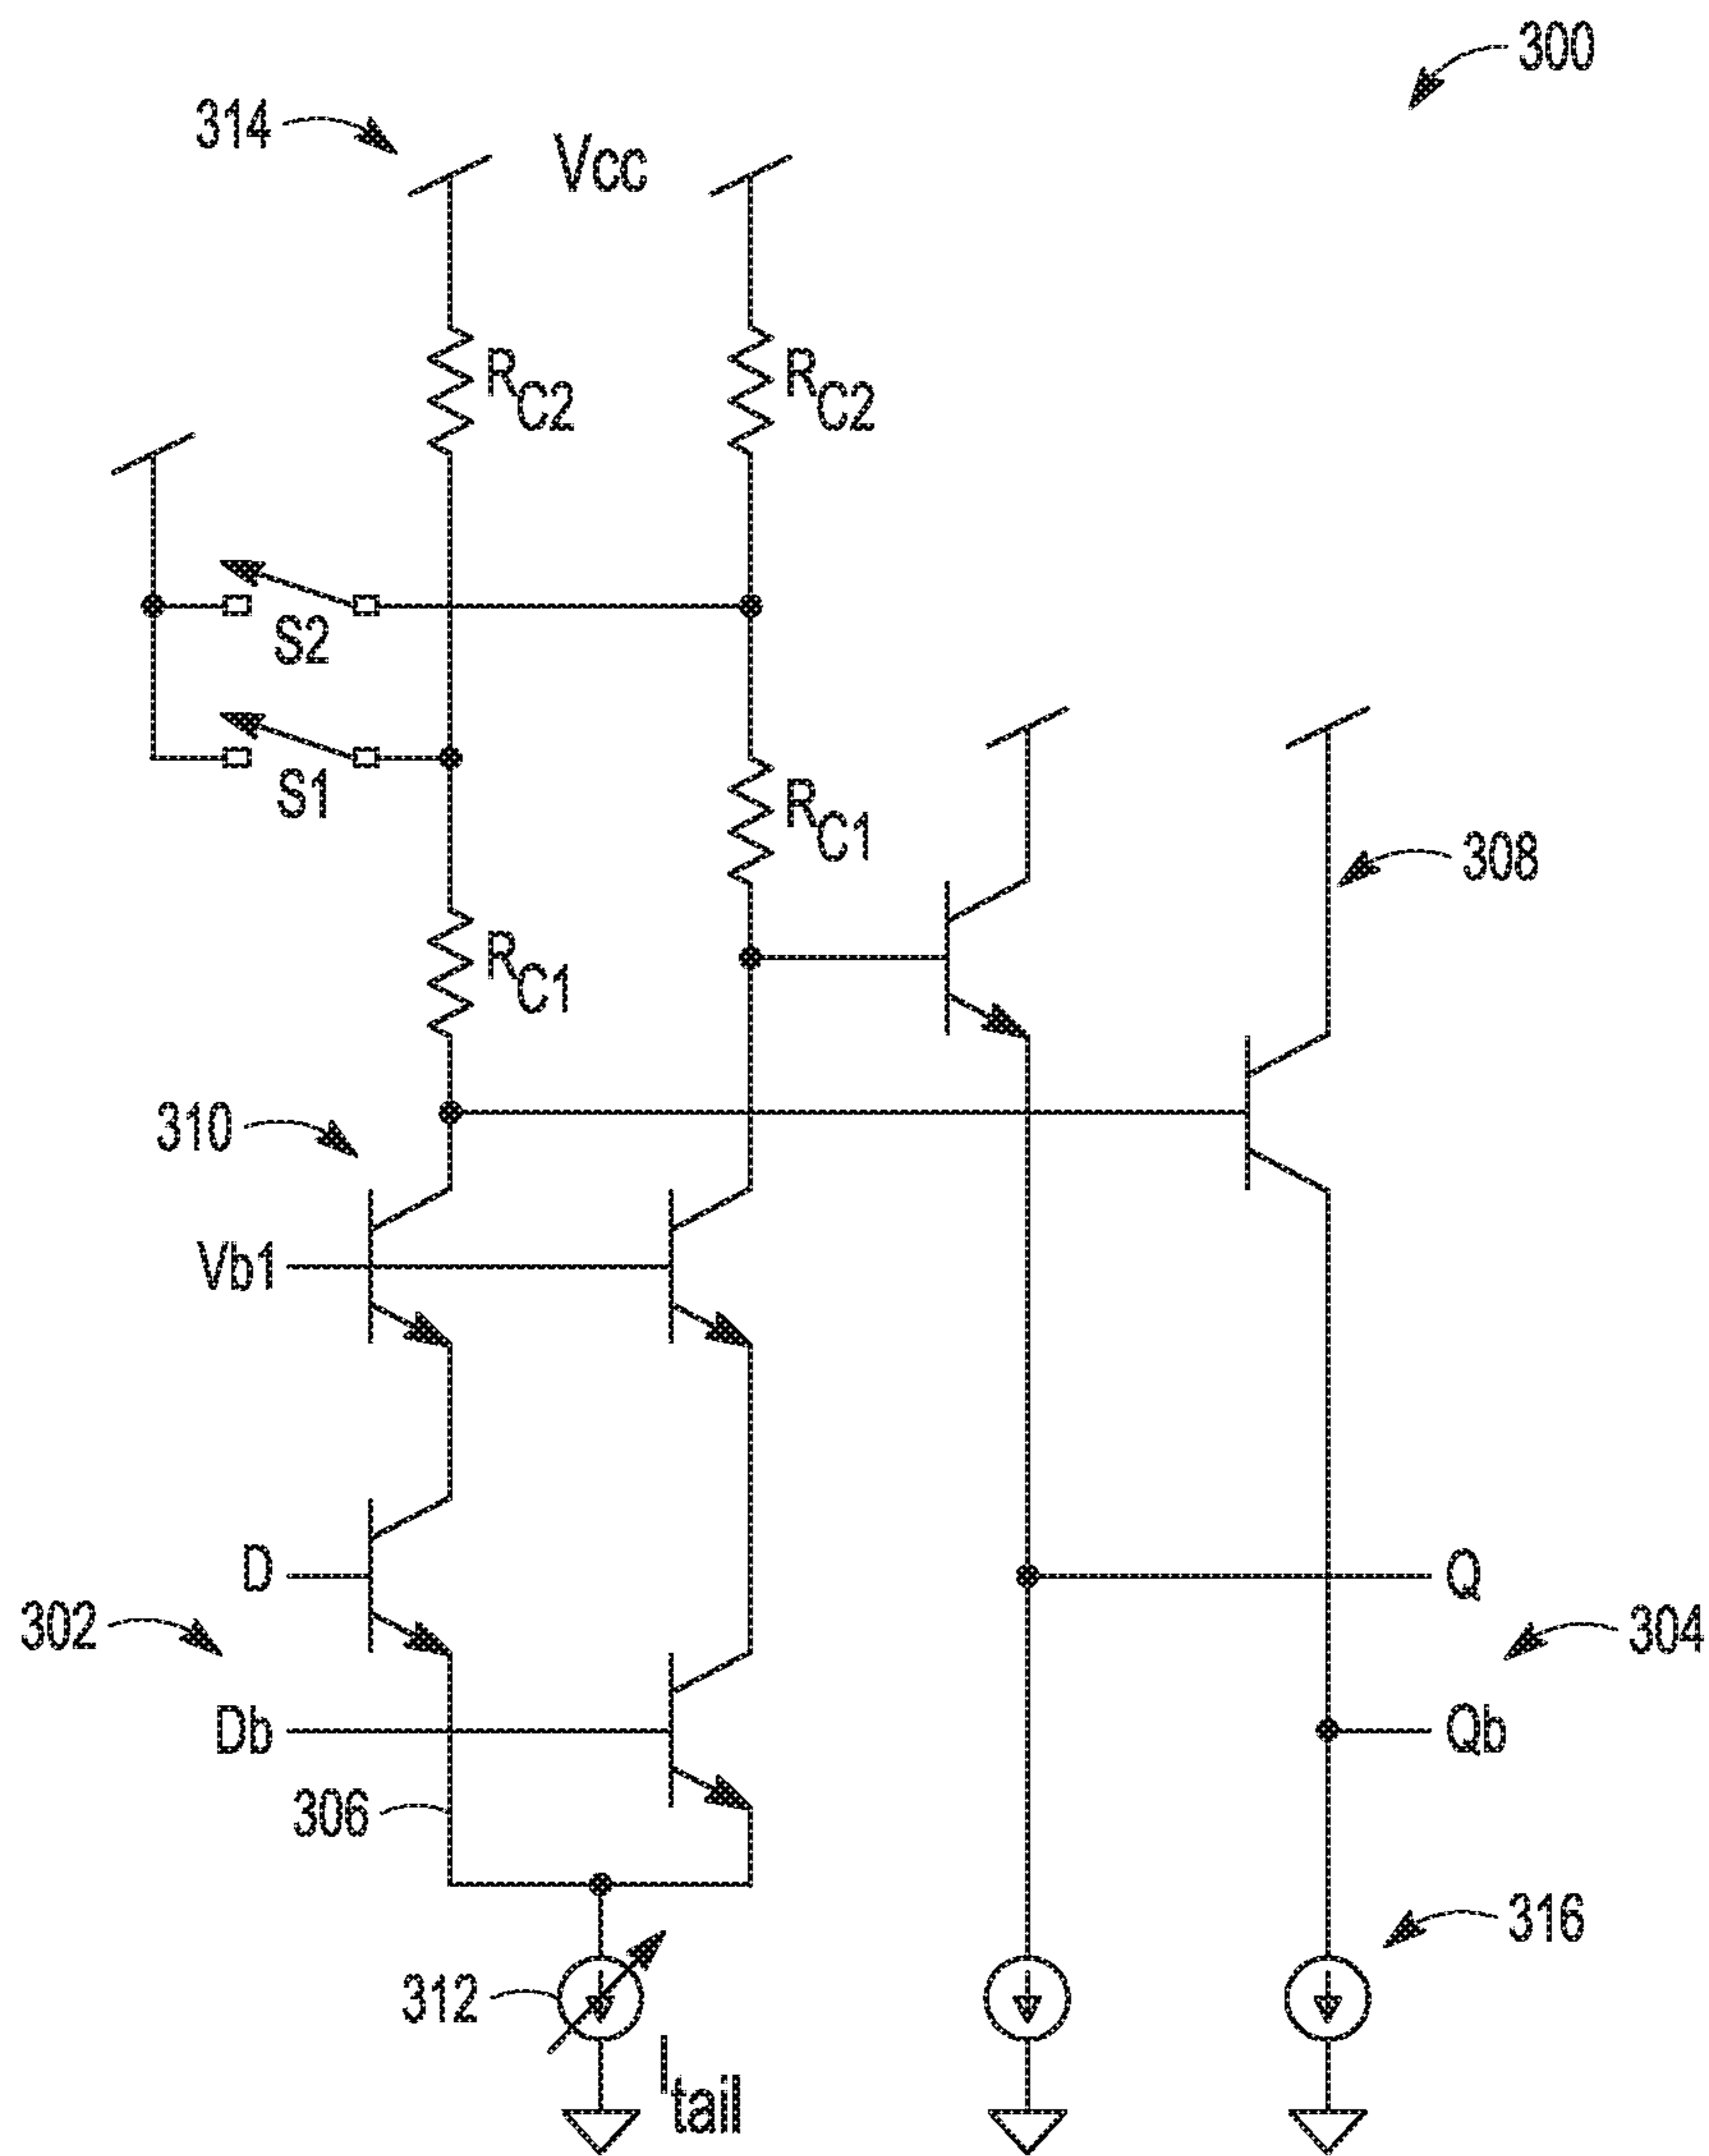 300
314
Vcc
RC2
RC2
S2
S1
RC1
308
RC1
310
Vb1
D
Q
302
304
Db
Qb
306
316
312
Itail